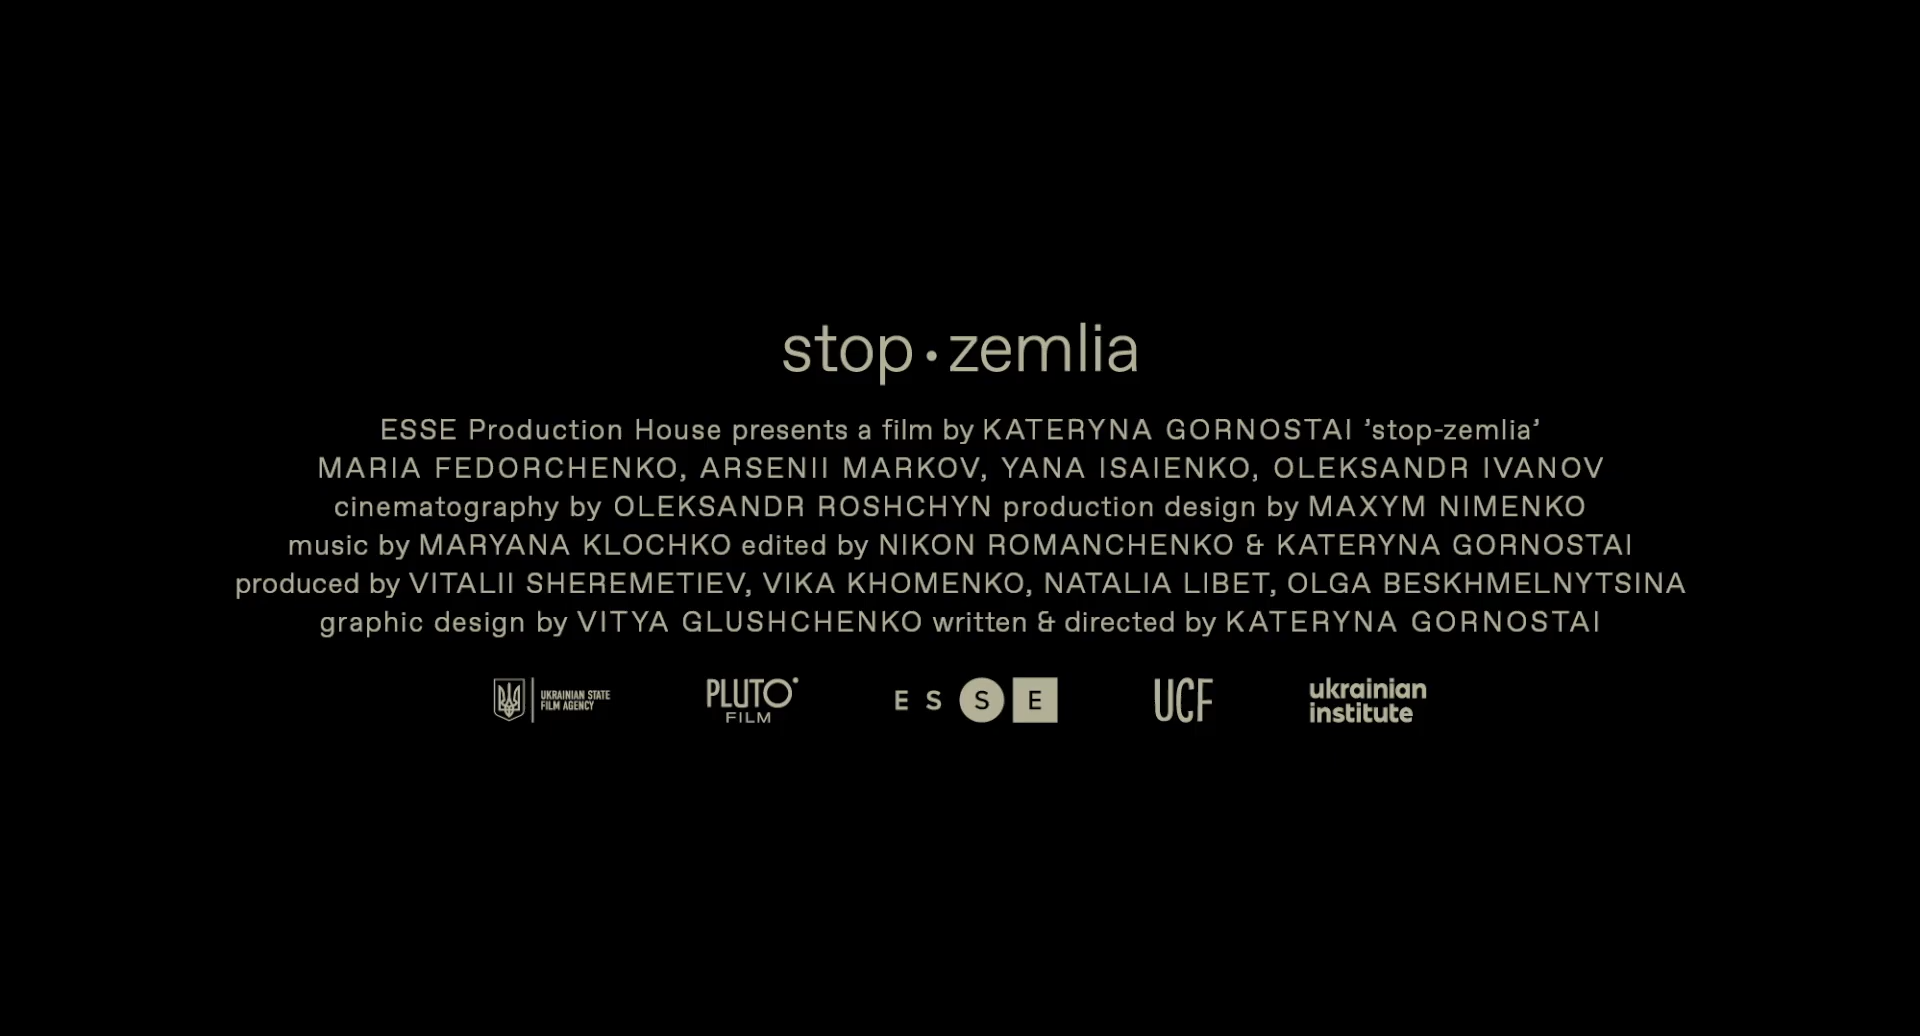 stop·zemlia
ESSE Production House presents a film by KATERYNA GORNOSTAI ’stop-zemlia’
MARIA FEDORCHENKO, ARSENII MARKOV, YANA ISAIENKO, OLEKSANDR IVANOV
cinematography by OLEKSANDR ROSHCHYN production design by MAXYM NIMENKO
music by MARYANA KLOCHKO edited by NIKON ROMANCHENKO & KATERYNA GORNOSTAI
produced by VITALII SHEREMETIEV, VIKA KHOMENKO, NATALIA LIBET, OLGA BESKHMELNYTSINA
graphic design by VITYA GLUSHCHENKO written & directed by KATERYNA GORNOSTAI
UKRAINIAN STATE
FILM AGENCY
PLUTO
FILM
E S S E
UCF
ukrainian
institute